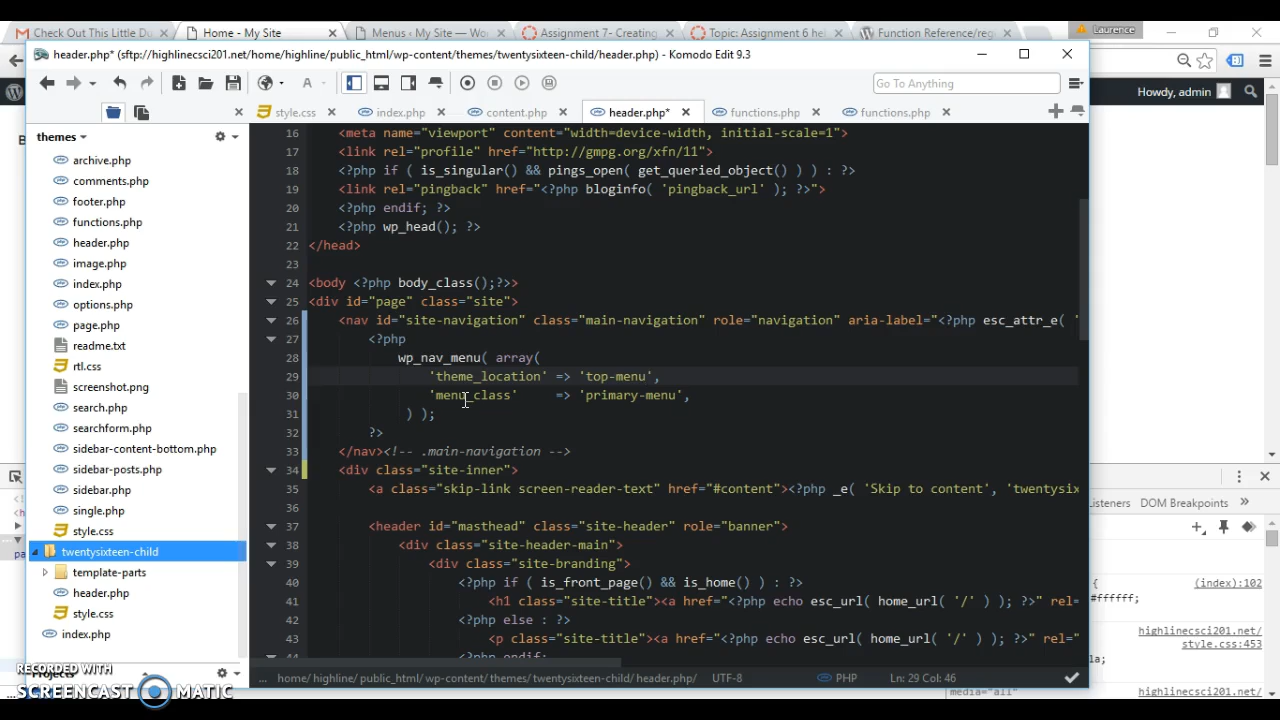 Check Out This Little Du
Home - My Site
Menus ‹ My Site — Wo
Assignment 7- Creating
Topic: Assignment 6 hel
Function Reference/reg
Laurence
header.php* (sftp://highlinecsci201.net/home/highline/public_html/wp-content/themes/twentysixteen-child/header.php) - Komodo Edit 9.3
Go To Anything
Howdy, admin
style.css
index.php
content.php
header.php*
functions.php
functions.php
themes
archive.php
comments.php
footer.php
functions.php
header.php
image.php
index.php
options.php
page.php
readme.txt
rtl.css
screenshot.png
search.php
searchform.php
sidebar-content-bottom.php
sidebar-posts.php
sidebar.php
single.php
style.css
twentysixteen-child
template-parts
header.php
style.css
index.php
Projects
16 <meta name="viewport" content="width=device-width, initial-scale=1">
17 <link rel="profile" href="http://gmpg.org/xfn/11">
18 <?php if ( is_singular() && pings_open( get_queried_object() ) ) : ?>
19 <link rel="pingback" href="<?php bloginfo( 'pingback_url' ); ?>">
20 <?php endif; ?>
21 <?php wp_head(); ?>
22 </head>
23
24 <body <?php body_class();?>>
25 <div id="page" class="site">
26 <nav id="site-navigation" class="main-navigation" role="navigation" aria-label="<?php esc_attr_e( '
27 <?php
28 wp_nav_menu( array(
29 'theme_location' => 'top-menu',
30 'menu_class' => 'primary-menu',
31 ) );
32 ?>
33 </nav><!-- .main-navigation -->
34 <div class="site-inner">
35 <a class="skip-link screen-reader-text" href="#content"><?php _e( 'Skip to content', 'twentysix
36
37 <header id="masthead" class="site-header" role="banner">
38 <div class="site-header-main">
39 <div class="site-branding">
40 <?php if ( is_front_page() && is_home() ) : ?>
41 <h1 class="site-title"><a href="<?php echo esc_url( home_url( '/' ) ); ?>" rel=
42 <?php else : ?>
43 <p class="site-title"><a href="<?php echo esc_url( home_url( '/' ) ); ?>" rel=
44 <?php endif;
... home/ highline/ public_html/ wp-content/ themes/ twentysixteen-child/ header.php/
UTF-8
PHP
Ln: 29 Col: 46
isteners
DOM Breakpoints
{ (index):102
#ffffff;
highlinecsci201.net/
style.css:453
la;
highlinecsci201.net/
media="all"
RECORDED WITH
SCREENCAST MATIC